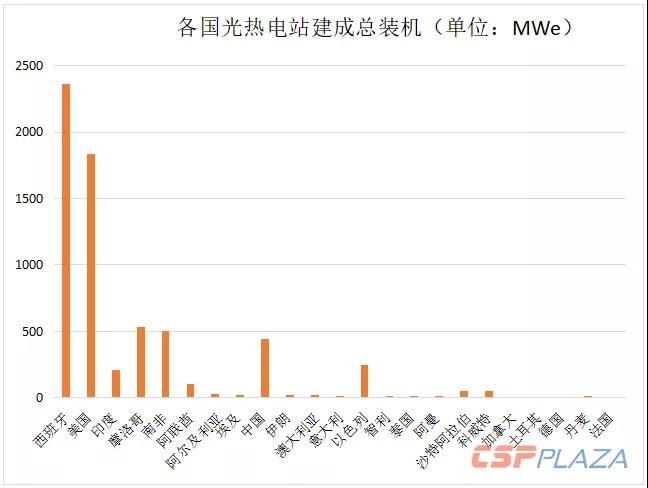 各国光热电站建成总装机（单位：MWe）
2500
2000
1500
1000
500
0
西班牙
美国
印度
摩洛哥
南非
阿联酋
阿尔及利亚
埃及
中国
伊朗
澳大利亚
意大利
以色列
智利
泰国
阿曼
沙特阿拉伯
科威特
加拿大
土耳其
德国
丹麦
法国
CSFPLAZA